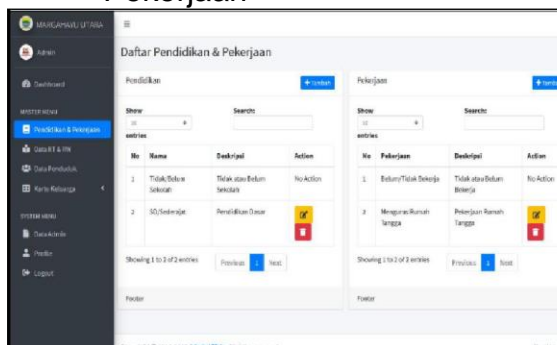 Pekerjaan
MARGAHAYU UTARA
Admin
Dashboard
MASTER MENU
Pendidikan & Pekerjaan
Data RT & RW
Data Penduduk
Kartu Keluarga
SYSTEM MENU
Data Admin
Profile
Logout
Daftar Pendidikan & Pekerjaan
Pendidikan
+ Tambah
Show
10
entries
Search:
No Nama Deskripsi Action
1 Tidak/Belum Sekolah Tidak atau Belum Sekolah No Action
2 SD/Sederajat Pendidikan Dasar
Showing 1 to 2 of 2 entries
Previous 1 Next
Footer
Pekerjaan
Show
10
entries
Search:
No Pekerjaan Deskripsi Action
1 Belum/Tidak Bekerja Tidak atau Belum Bekerja No Action
2 Mengurus Rumah Tangga Pekerjaan Rumah Tangga
Showing 1 to 2 of 2 entries
Previous 1 Next
Footer